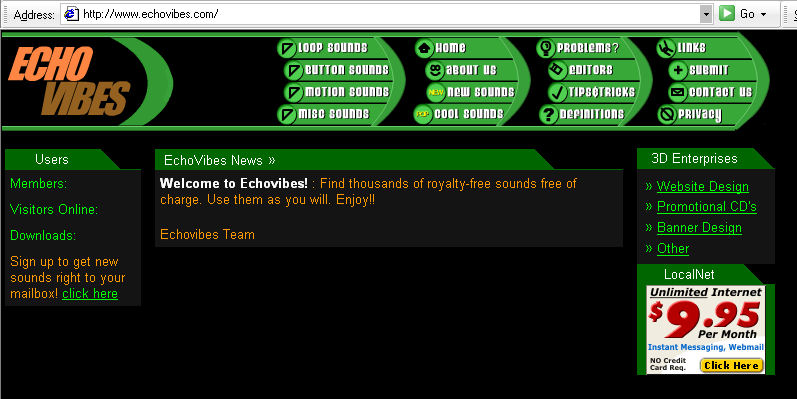 Address: http://www.echovibes.com/ Go
ECHO VIBES
LOOP SOUNDS
BUTTON SOUNDS
MOTION SOUNDS
MISC SOUNDS
HOME
ABOUT US
NEW NEW SOUNDS
POP COOL SOUNDS
PROBLEMS?
EDITORS
TIPS&TRICKS
DEFINITIONS
LINKS
SUBMIT
CONTACT US
PRIVACY
Users
Members:
Visitors Online:
Downloads:
Sign up to get new
sounds right to your
mailbox! click here
EchoVibes News »
Welcome to Echovibes! : Find thousands of royalty-free sounds free of
charge. Use them as you will. Enjoy!!
Echovibes Team
3D Enterprises
» Website Design
» Promotional CD's
» Banner Design
» Other
LocalNet
Unlimited Internet
$9.95
Per Month
Instant Messaging, Webmail
NO Credit
Card Req.
Click Here